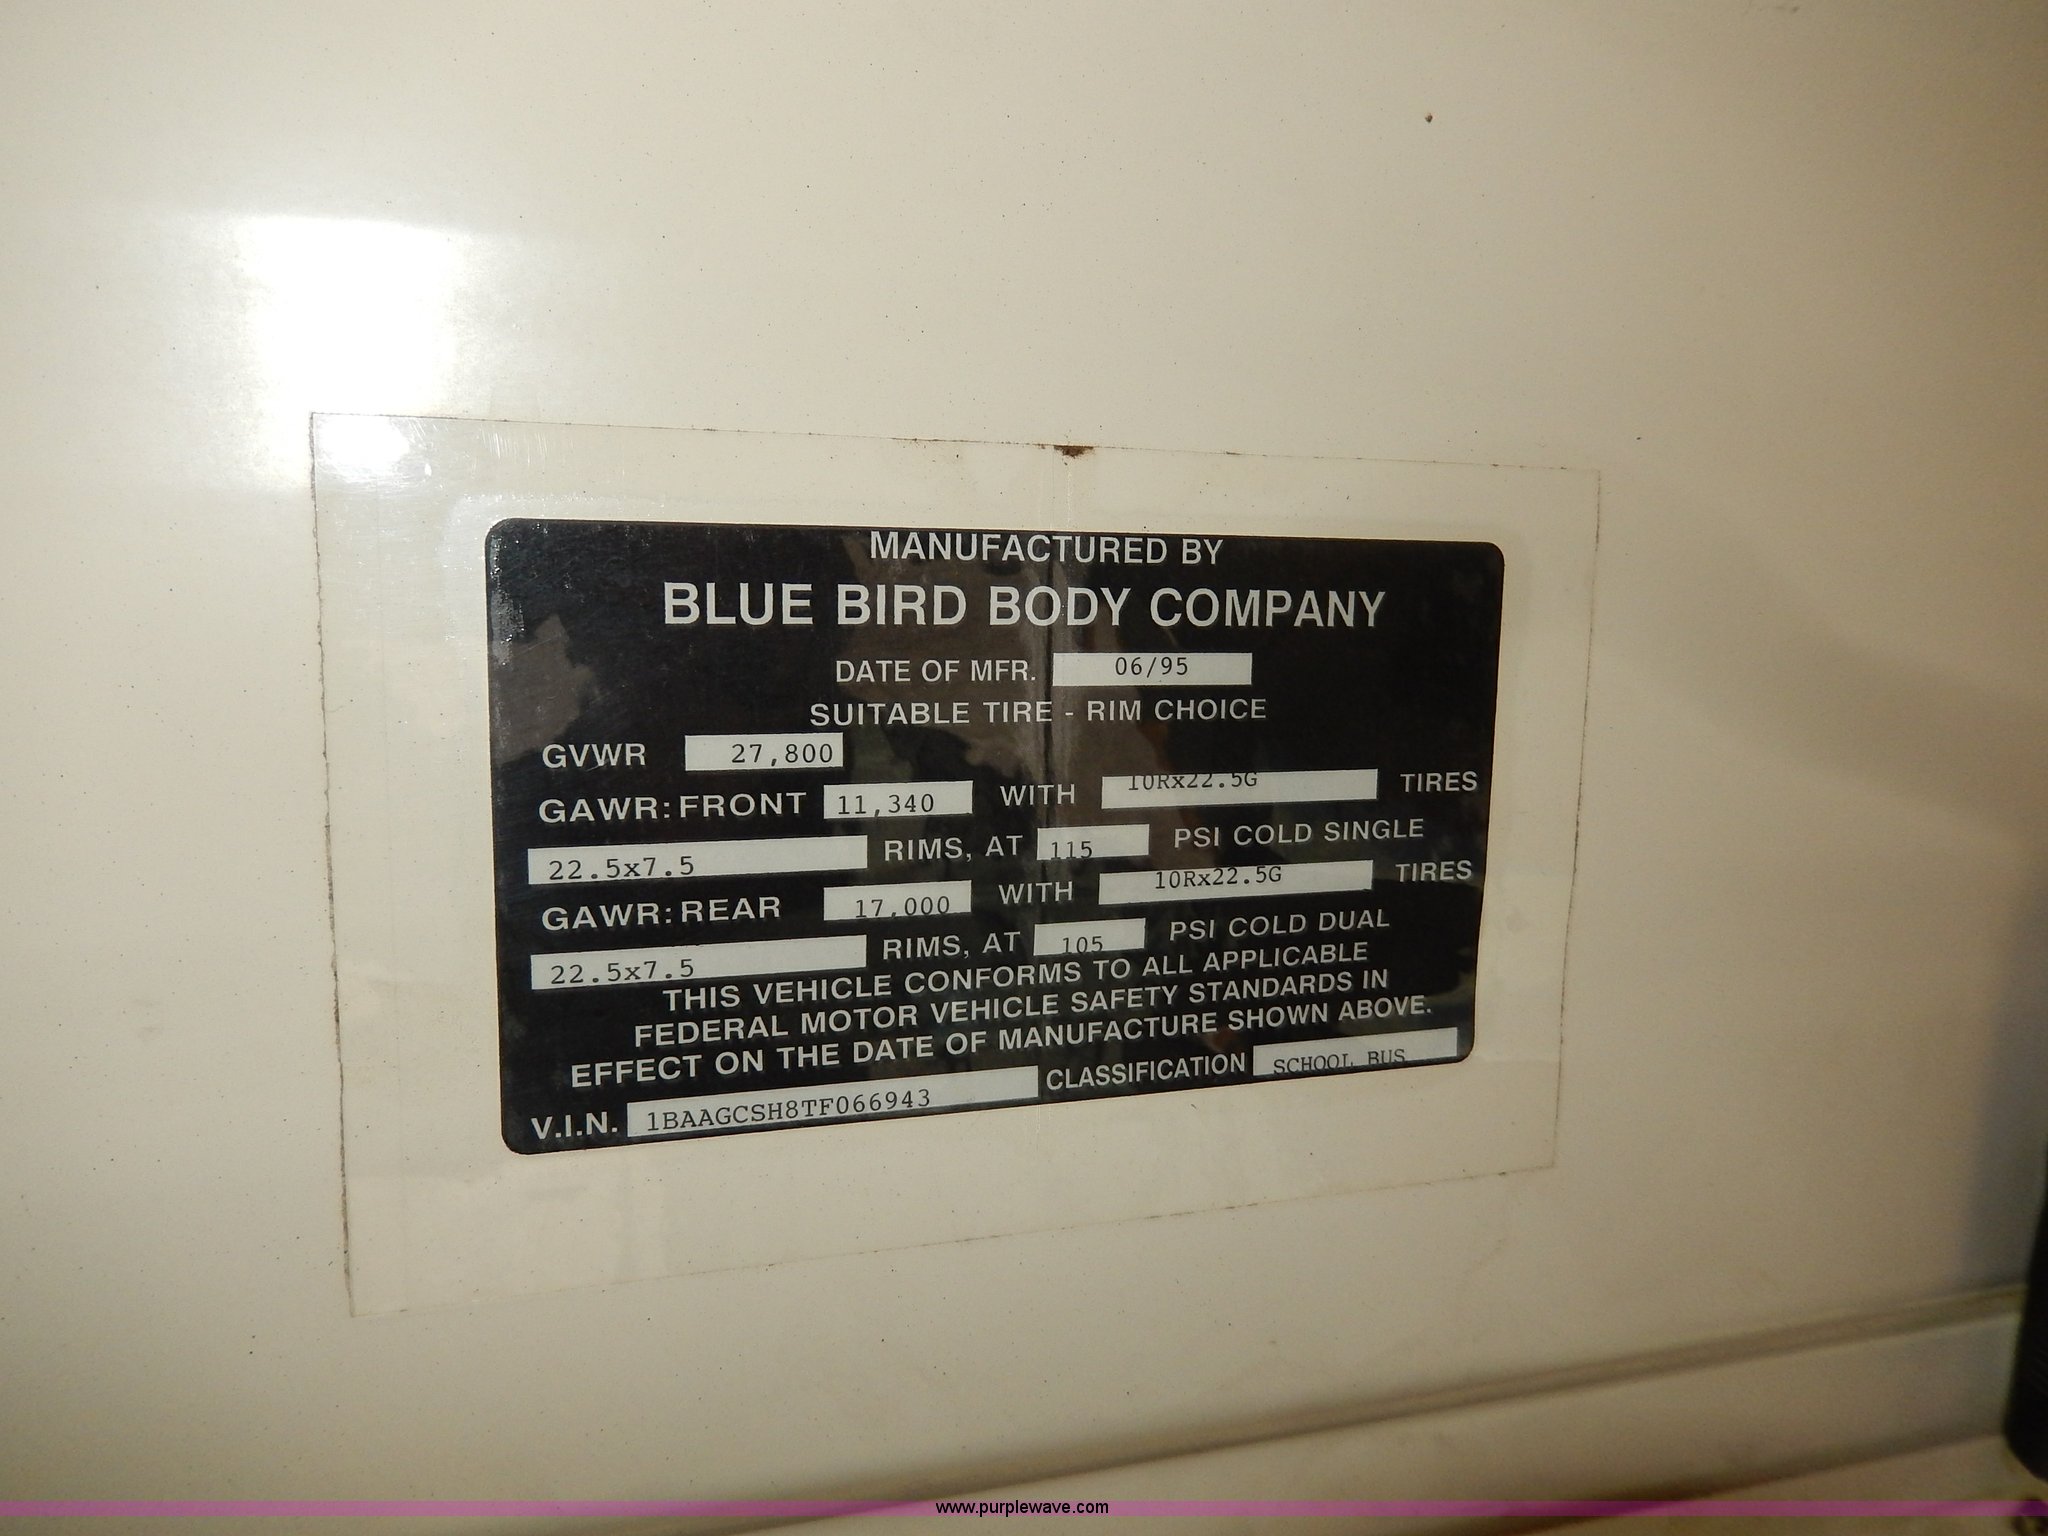 MANUFACTURED BY
BLUE BIRD BODY COMPANY
DATE OF MFR. 06/95
SUITABLE TIRE - RIM CHOICE
GVWR 27,800
GAWR: FRONT 11,340 WITH 10Rx22.5G TIRES
22.5x7.5 RIMS, AT 115 PSI COLD SINGLE
GAWR: REAR 17,000 WITH 10Rx22.5G TIRES
22.5x7.5 RIMS, AT 105 PSI COLD DUAL
THIS VEHICLE CONFORMS TO ALL APPLICABLE
FEDERAL MOTOR VEHICLE SAFETY STANDARDS IN
EFFECT ON THE DATE OF MANUFACTURE SHOWN ABOVE.
V.I.N. 1BAAGCSH8TF066943 CLASSIFICATION SCHOOL BUS
www.purplewave.com